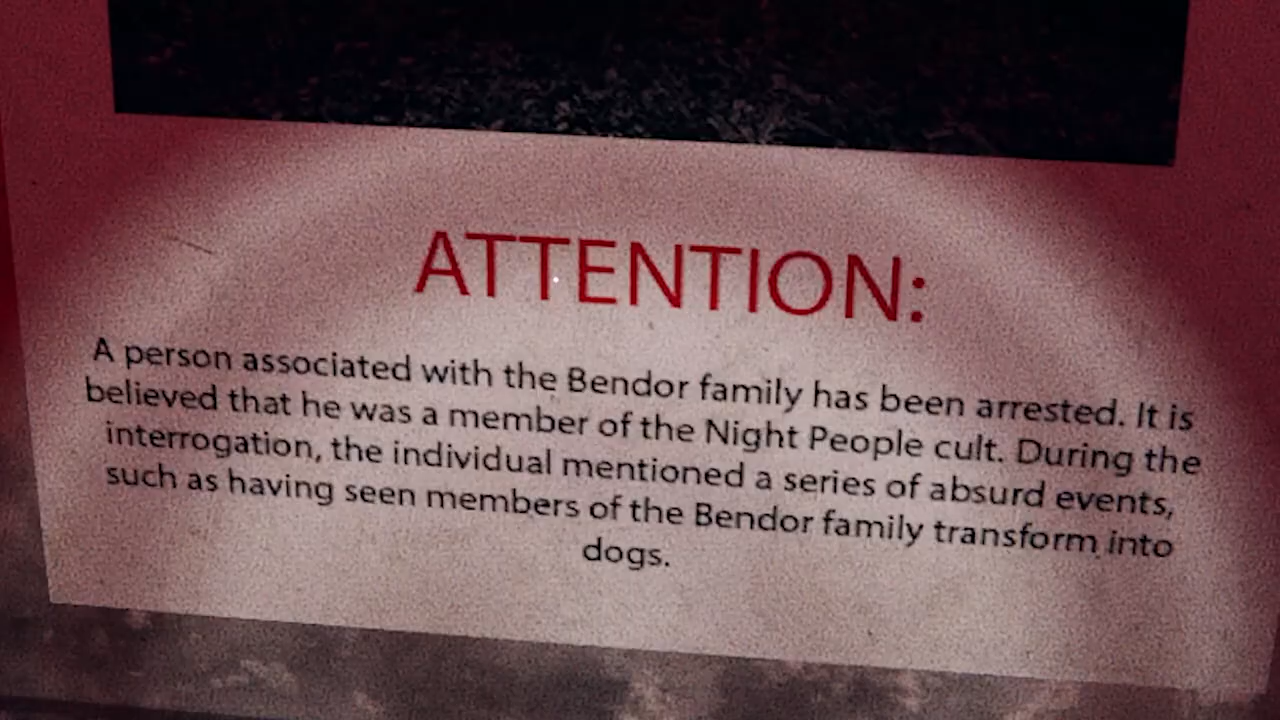 ATTENTION:
A person associated with the Bendor family has been arrested. It is
believed that he was a member of the Night People cult. During the
interrogation, the individual mentioned a series of absurd events,
such as having seen members of the Bendor family transform into
dogs.